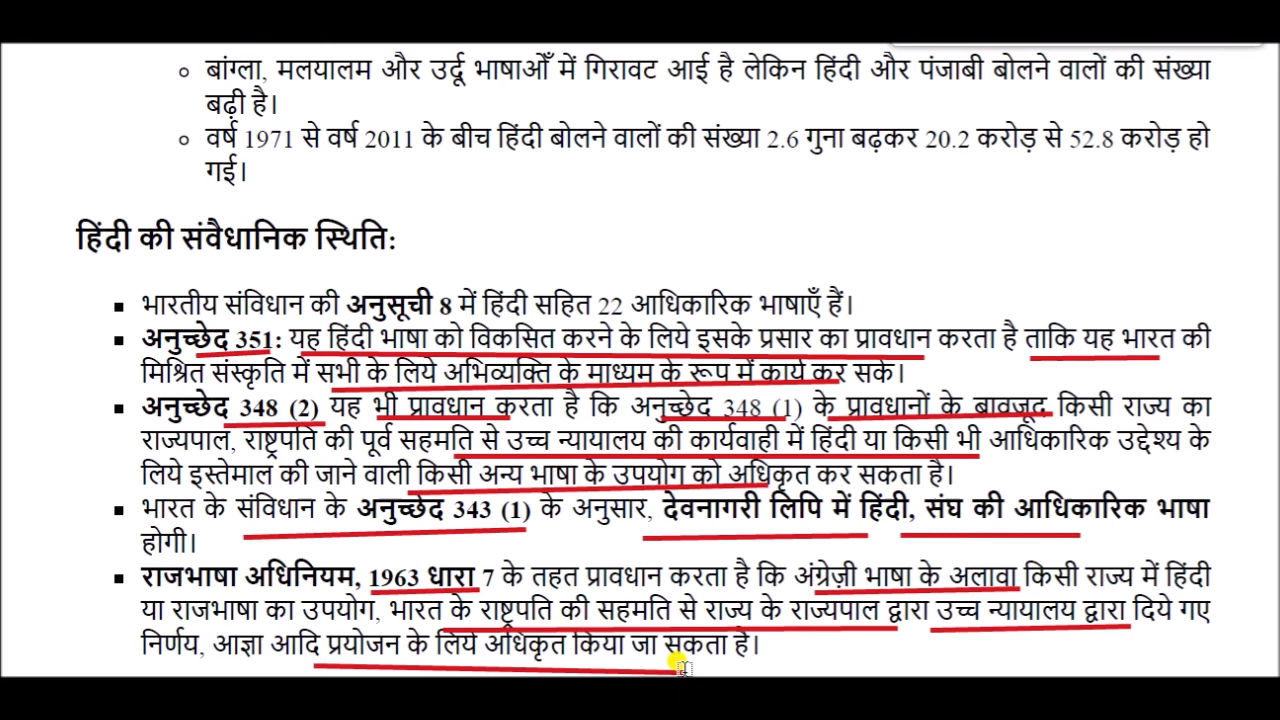 बांग्ला, मलयालम और उर्दू भाषाओँ में गिरावट आई है लेकिन हिंदी और पंजाबी बोलने वालों की संख्या
बढ़ी है।
वर्ष 1971 से वर्ष 2011 के बीच हिंदी बोलने वालों की संख्या 2.6 गुना बढ़कर 20.2 करोड़ से 52.8 करोड़ हो
गई।
हिंदी की संवैधानिक स्थिति:
भारतीय संविधान की अनुसूची 8 में हिंदी सहित 22 आधिकारिक भाषाएँ हैं।
अनुच्छेद 351: यह हिंदी भाषा को विकसित करने के लिये इसके प्रसार का प्रावधान करता है ताकि यह भारत की
मिश्रित संस्कृति में सभी के लिये अभिव्यक्ति के माध्यम के रूप में कार्य कर सके।
अनुच्छेद 348 (2) यह भी प्रावधान करता है कि अनुच्छेद 348 (1) के प्रावधानों के बावजूद किसी राज्य का
राज्यपाल, राष्ट्रपति की पूर्व सहमति से उच्च न्यायालय की कार्यवाही में हिंदी या किसी भी आधिकारिक उद्देश्य के
लिये इस्तेमाल की जाने वाली किसी अन्य भाषा के उपयोग को अधिकृत कर सकता है।
भारत के संविधान के अनुच्छेद 343 (1) के अनुसार, देवनागरी लिपि में हिंदी, संघ की आधिकारिक भाषा
होगी।
राजभाषा अधिनियम, 1963 धारा 7 के तहत प्रावधान करता है कि अंग्रेज़ी भाषा के अलावा किसी राज्य में हिंदी
या राजभाषा का उपयोग, भारत के राष्ट्रपति की सहमति से राज्य के राज्यपाल द्वारा उच्च न्यायालय द्वारा दिये गए
निर्णय, आज्ञा आदि प्रयोजन के लिये अधिकृत किया जा सकता है।